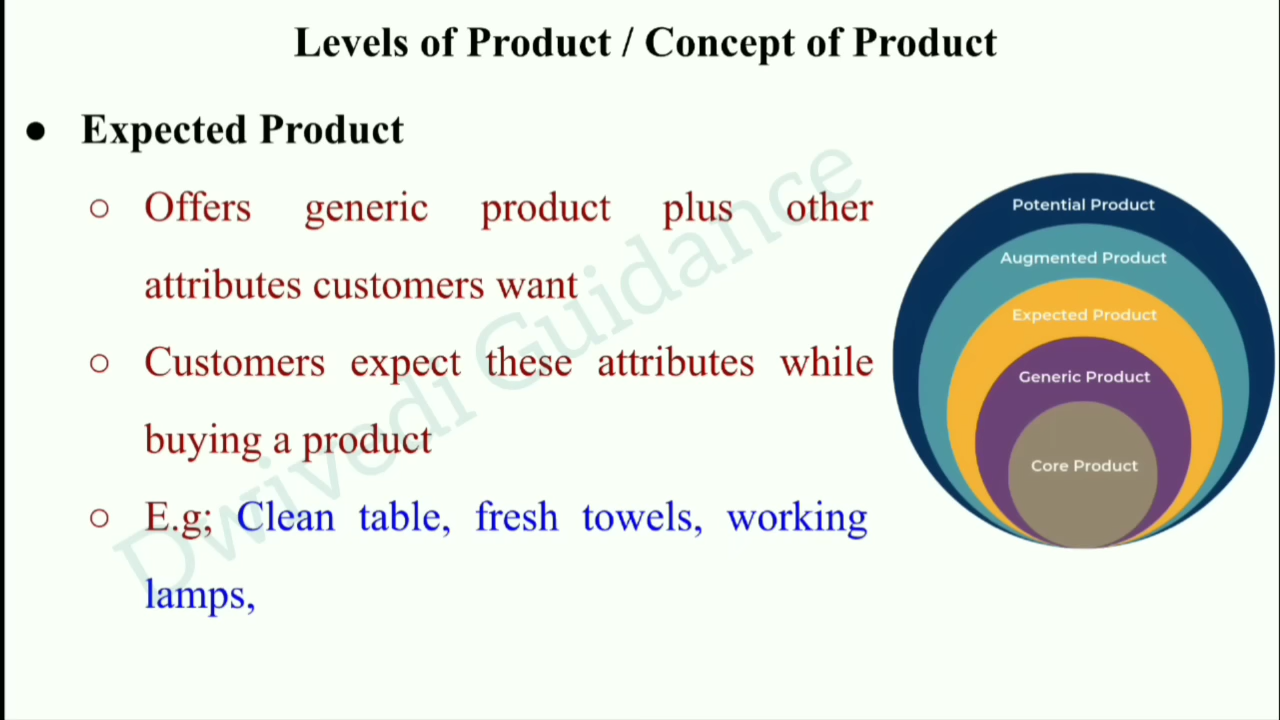 Levels of Product / Concept of Product
● Expected Product
○ Offers generic product plus other
attributes customers want
○ Customers expect these attributes while
buying a product
○ E.g; Clean table, fresh towels, working
lamps,
Potential Product
Augmented Product
Expected Product
Generic Product
Core Product
Dwivedi Guidance